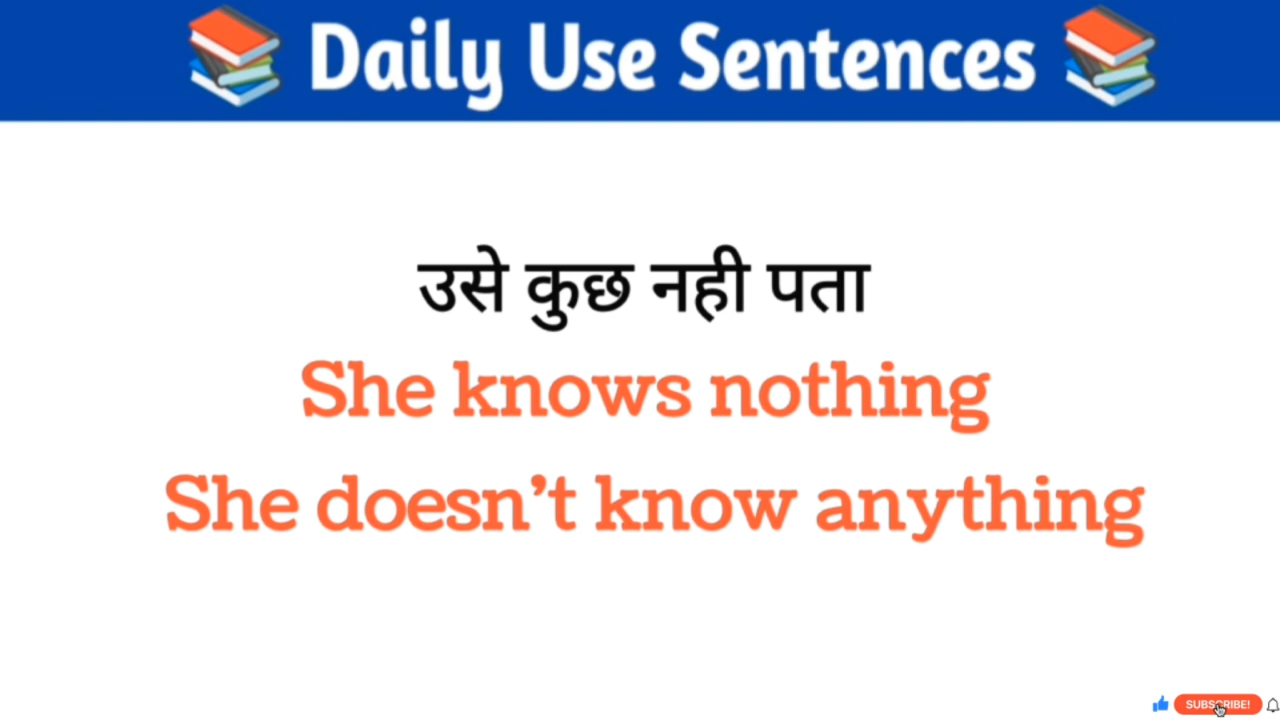 Daily Use Sentences
उसे कुछ नही पता
She knows nothing
She doesn’t know anything
SUBSCRIBE!